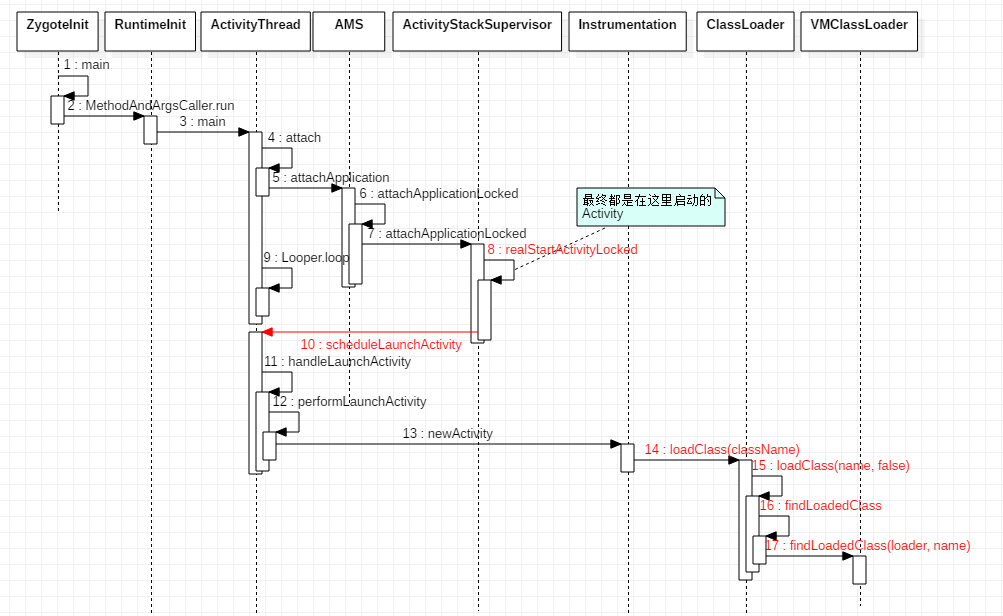 ZygoteInit
RuntimeInit
ActivityThread
AMS
ActivityStackSupervisor
Instrumentation
ClassLoader
VMClassLoader
1 : main
2 : MethodAndArgsCaller.run
3 : main
4 : attach
5 : attachApplication
6 : attachApplicationLocked
最终都是在这里启动的
Activity
7 : attachApplicationLocked
8 : realStartActivityLocked
9 : Looper.loop
10 : scheduleLaunchActivity
11 : handleLaunchActivity
12 : performLaunchActivity
13 : newActivity
14 : loadClass(className)
15 : loadClass(name, false)
16 : findLoadedClass
17 : findLoadedClass(loader, name)